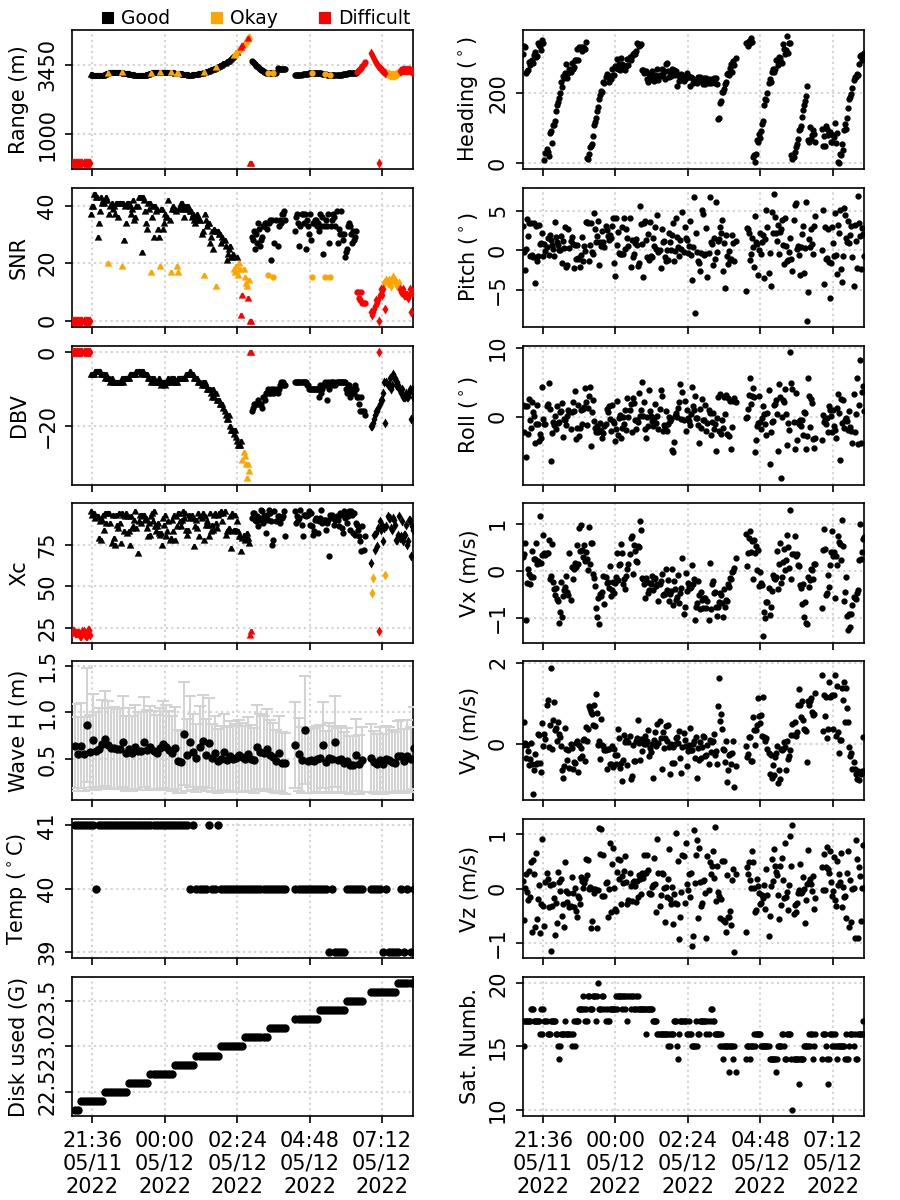 Good Okay Difficult
Range (m)
3450
1000
Heading (°)
200
0
SNR
40
20
0
Pitch (°)
5
0
−5
DBV
0
−20
Roll (°)
10
0
Xc
75
50
25
Vx (m/s)
1
0
−1
Wave H (m)
1.5
1.0
0.5
Vy (m/s)
2
0
Temp (°C)
41
40
39
Vz (m/s)
1
0
−1
Disk used (G)
23.5
23.0
22.5
Sat. Numb.
20
15
10
21:36 00:00 02:24 04:48 07:12
05/11 05/12 05/12 05/12 05/12
2022 2022 2022 2022 2022
21:36 00:00 02:24 04:48 07:12
05/11 05/12 05/12 05/12 05/12
2022 2022 2022 2022 2022